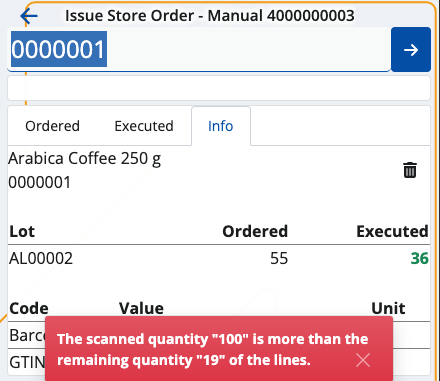 Issue Store Order - Manual 4000000003
0000001
Ordered Executed Info
Arabica Coffee 250 g
0000001
Lot Ordered Executed
AL00002 55 36
Code Value Unit
Barc
GTIN
The scanned quantity "100" is more than the
remaining quantity "19" of the lines.